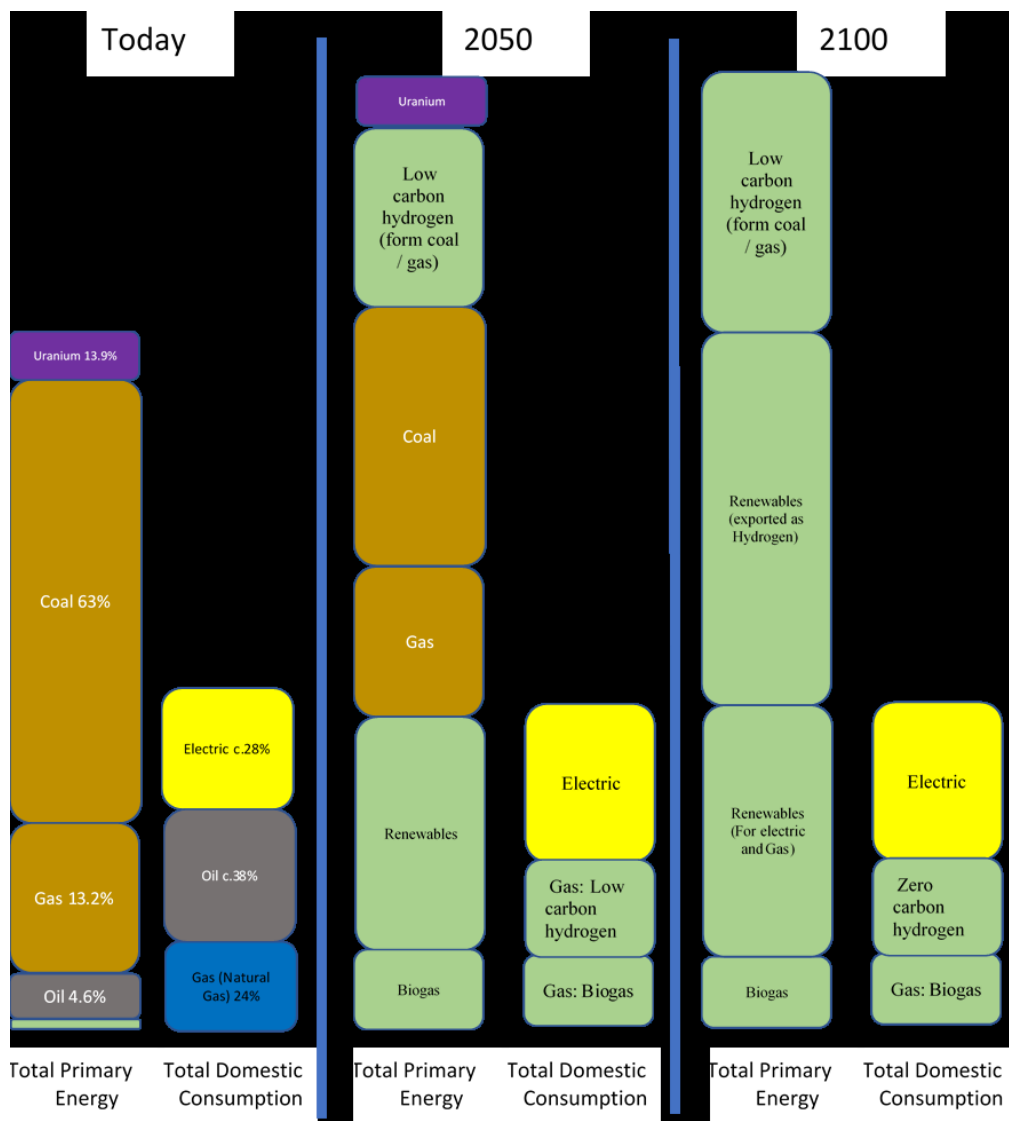 Today
2050
2100
Uranium 13.9%
Coal 63%
Gas 13.2%
Oil 4.6%
Electric c.28%
Oil c.38%
Gas (Natural
Gas) 24%
Total Primary
Energy
Total Domestic
Consumption
Uranium
Low
carbon
hydrogen
(form coal
/ gas)
Coal
Gas
Renewables
Biogas
Electric
Gas: Low
carbon
hydrogen
Gas: Biogas
Total Primary
Energy
Total Domestic
Consumption
Low
carbon
hydrogen
(form coal
/ gas)
Renewables
(exported as
Hydrogen)
Renewables
(For electric
and Gas)
Biogas
Electric
Zero
carbon
hydrogen
Gas: Biogas
Total Primary
Energy
Total Domestic
Consumption